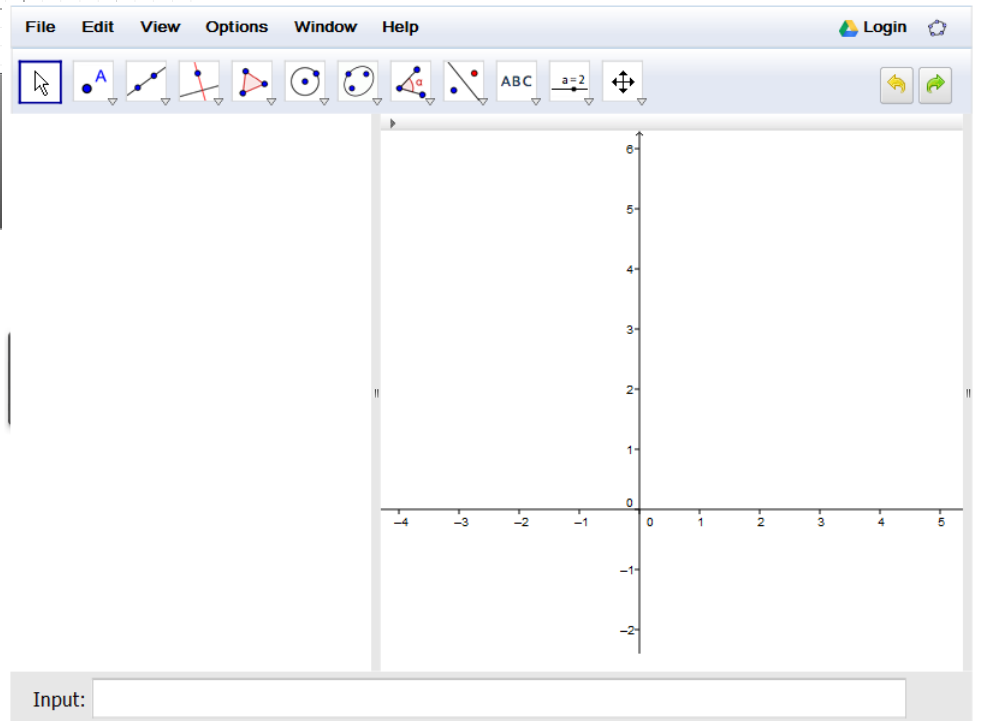 File Edit View Options Window Help Login
A α ABC a=2
6
5
4
3
2
1
0
–4 –3 –2 –1 0 1 2 3 4 5
–1
–2
Input: